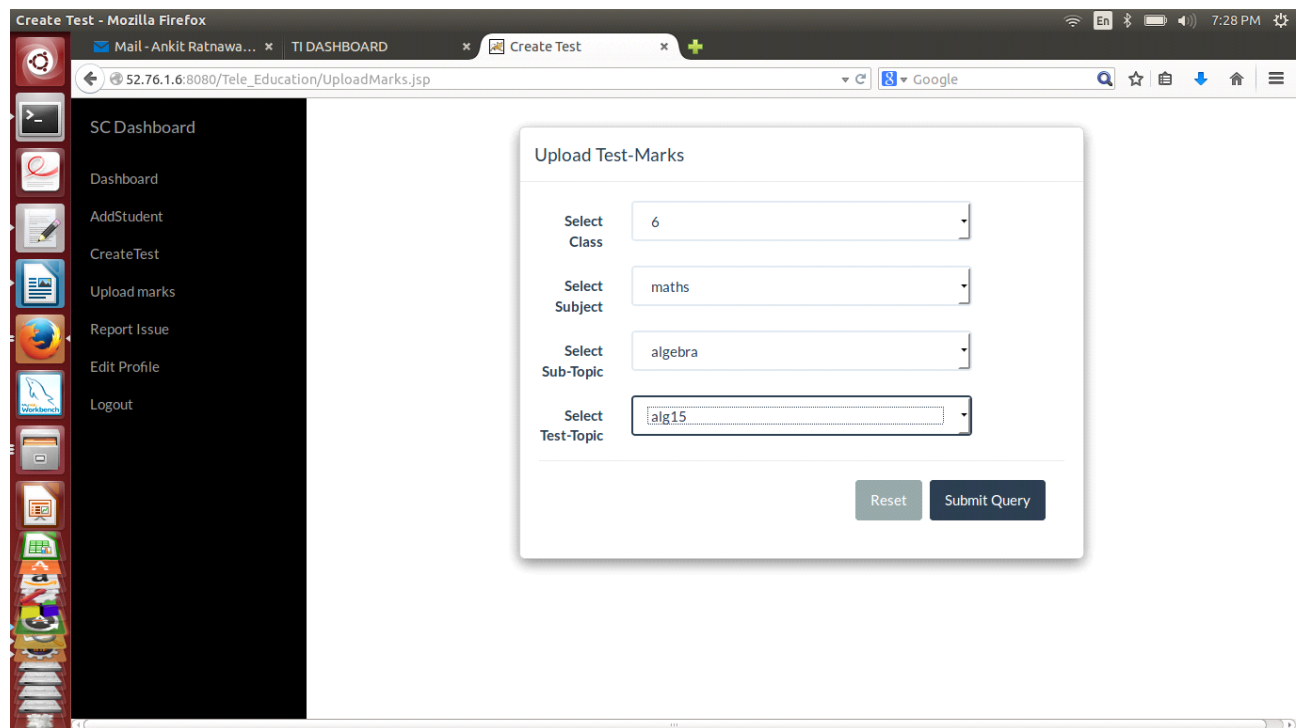 Create Test - Mozilla Firefox
En
7:28 PM
Mail - Ankit Ratnawa...
TI DASHBOARD
Create Test
52.76.1.6:8080/Tele_Education/UploadMarks.jsp
Google
SC Dashboard
Dashboard
AddStudent
CreateTest
Upload marks
Report Issue
Edit Profile
Logout
Upload Test-Marks
Select
Class
6
Select
Subject
maths
Select
Sub-Topic
algebra
Select
Test-Topic
alg15
Reset
Submit Query
Workbench